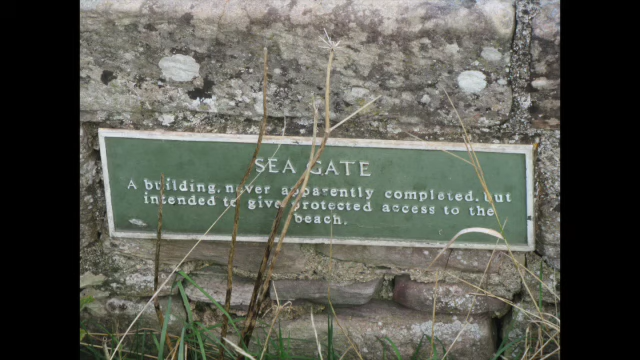 SEA GATE
A building, never apparently completed, but
intended to give protected access to the
beach.